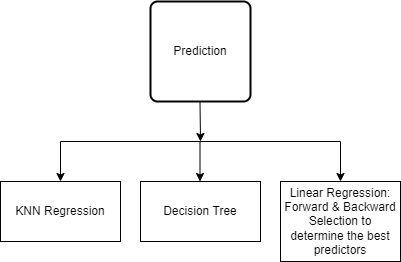 Prediction
KNN Regression
Decision Tree
Linear Regression:
Forward & Backward
Selection to
determine the best
predictors